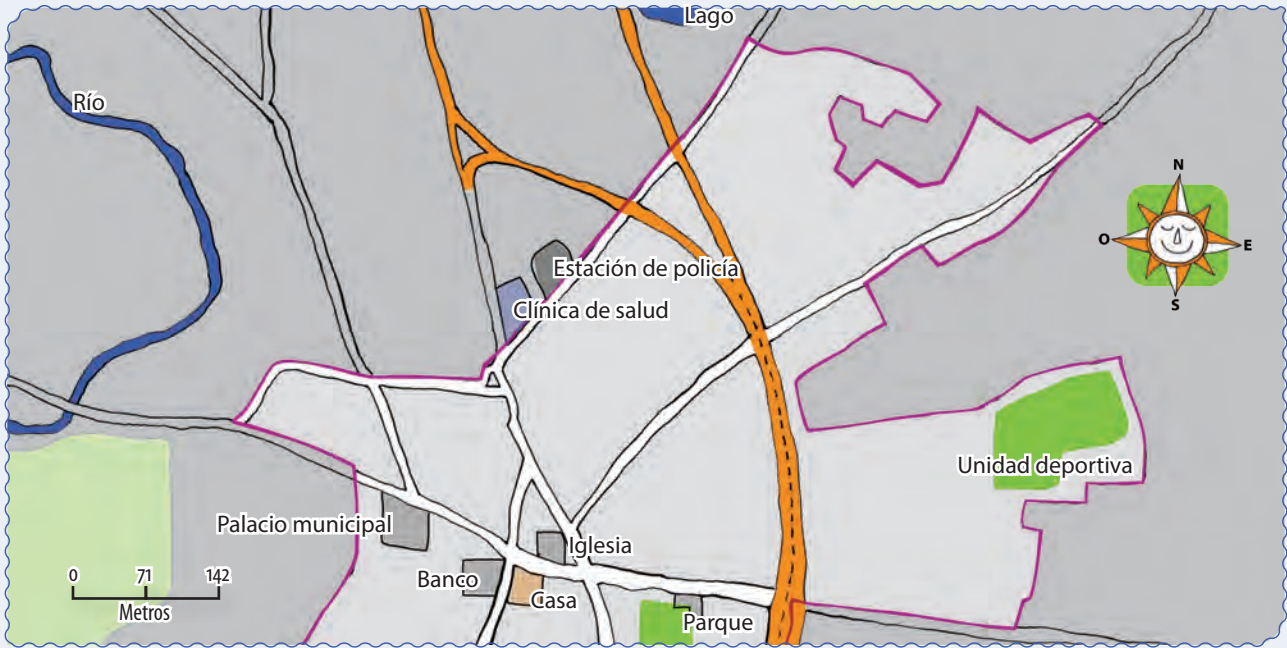 Lago
Río
N
O
E
S
Estación de policía
Clínica de salud
Unidad deportiva
Palacio municipal
Iglesia
Banco
Casa
Parque
0 71 142
Metros